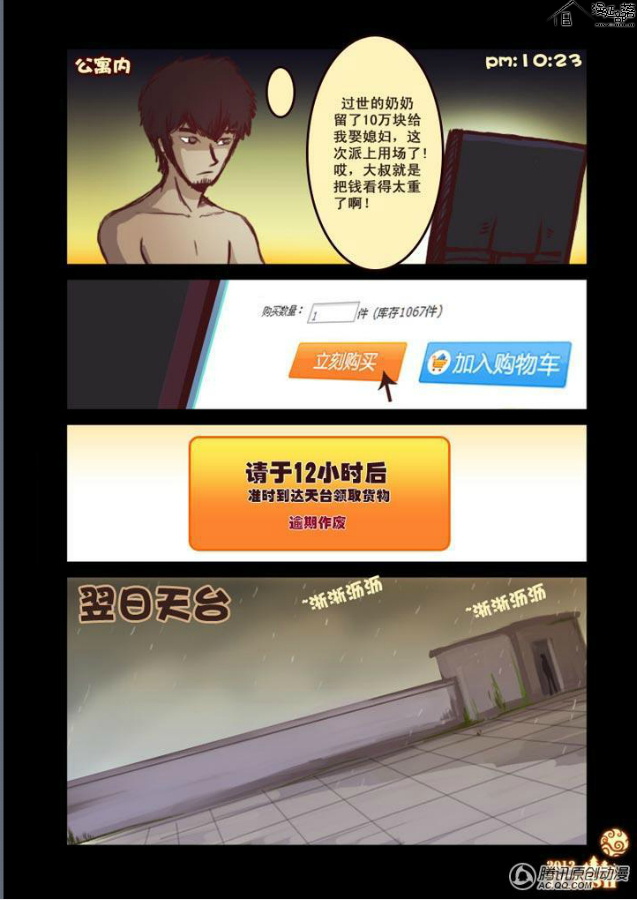 漫山部落
公寓内
pm:10:23
过世的奶奶
留了10万块给
我娶媳妇，这
次派上用场了!
哎，大叔就是
把钱看得太重
了啊!
购买数量：
1
件 (库存1067件)
立刻购买
加入购物车
请于12小时后
准时到达天台领取货物
逾期作废
翌日天台
~淅淅沥沥
~淅淅沥沥
2012
腾讯原创动漫
AC.QQ.COM